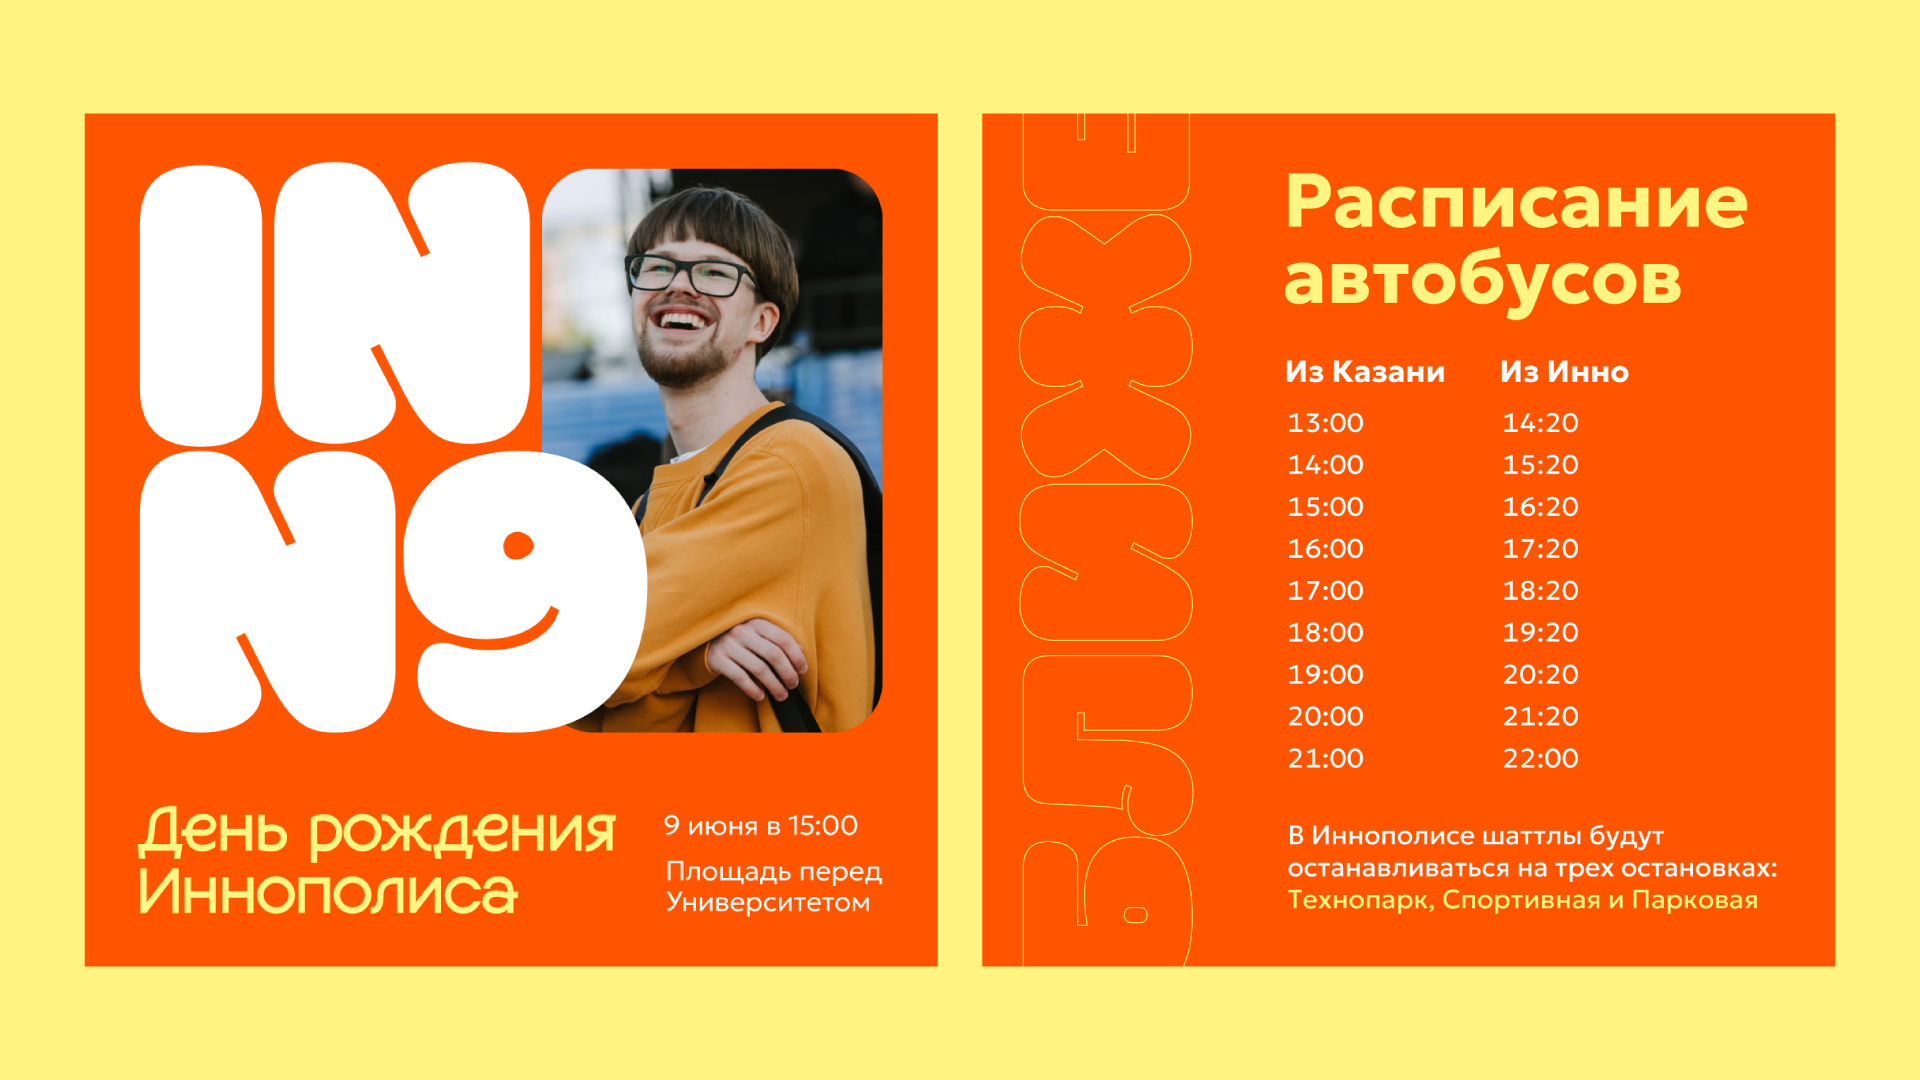 IN
N9
День рождения
Иннополиса
9 июня в 15:00
Площадь перед
Университетом
БЛИЖЕ
Расписание
автобусов
Из Казани Из Инно
13:00 14:20
14:00 15:20
15:00 16:20
16:00 17:20
17:00 18:20
18:00 19:20
19:00 20:20
20:00 21:20
21:00 22:00
В Иннополисе шаттлы будут
останавливаться на трех остановках:
Технопарк, Спортивная и Парковая